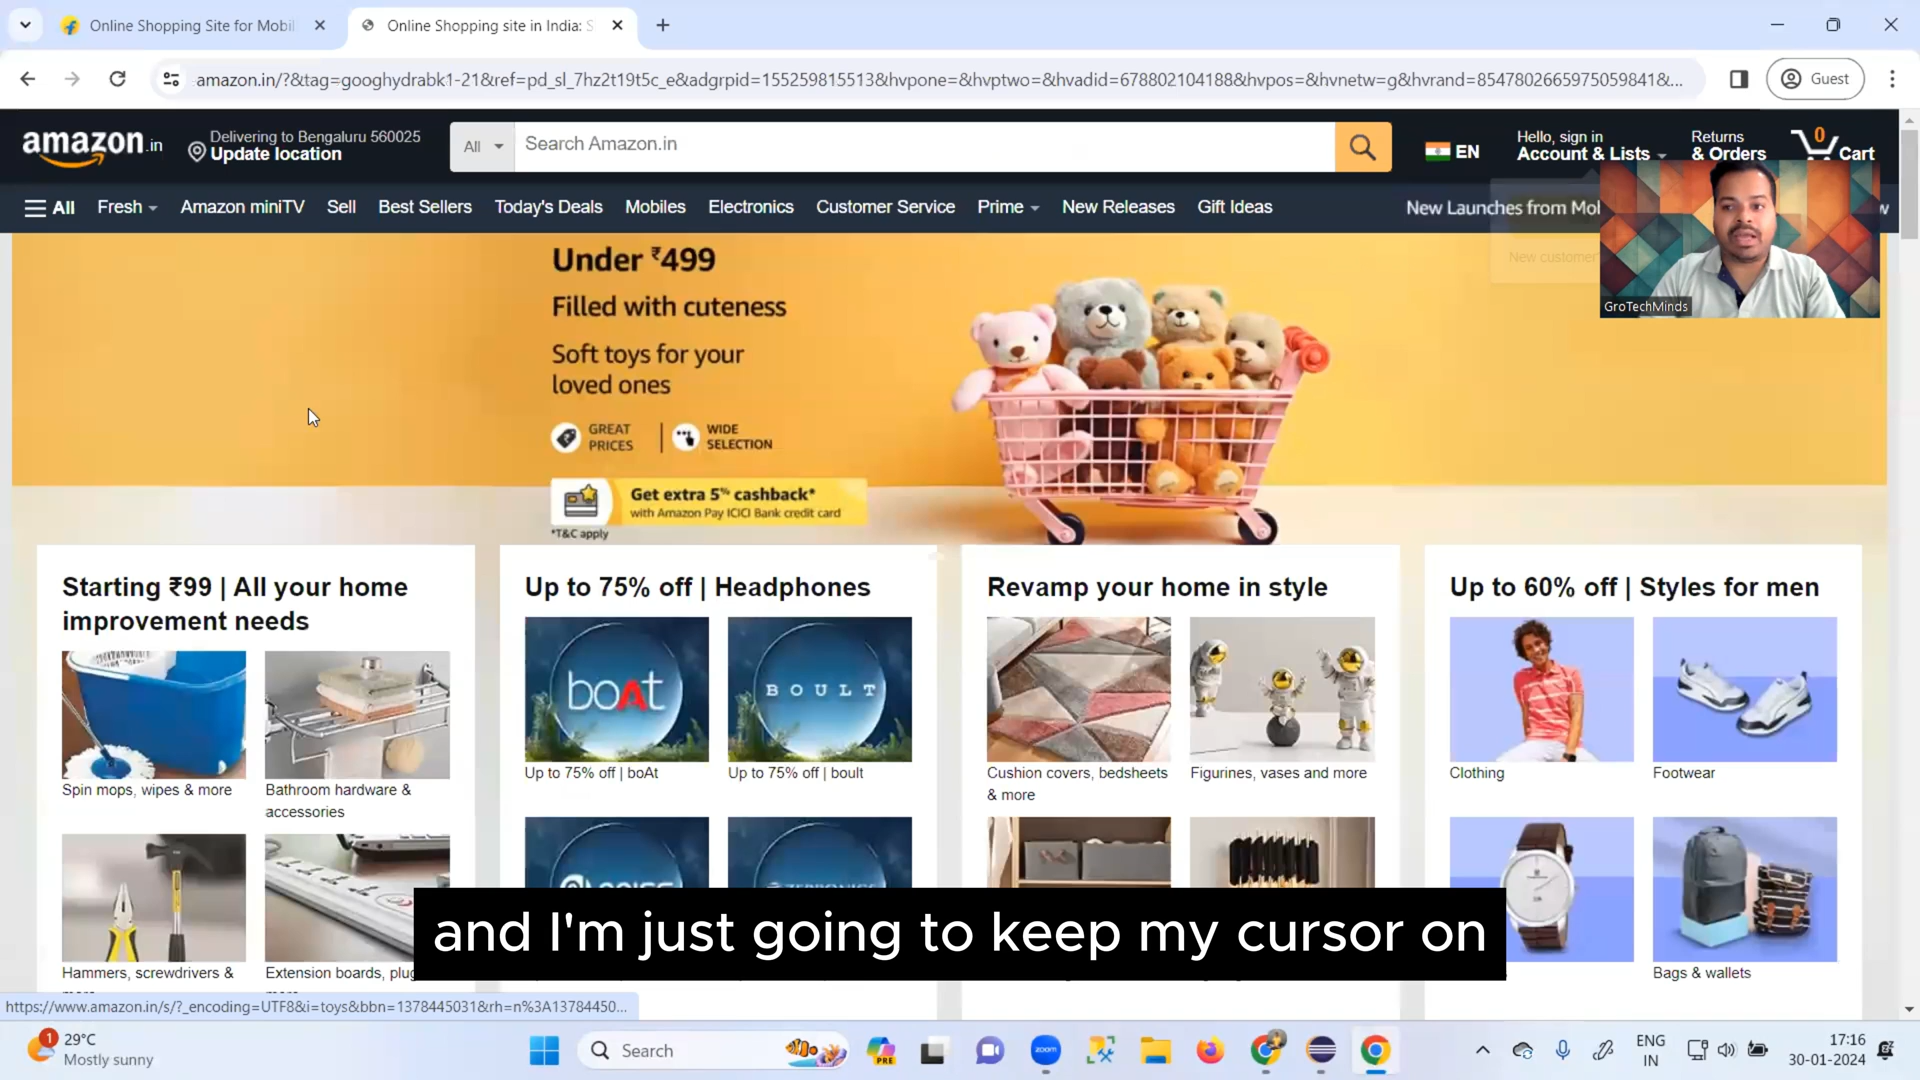 Online Shopping Site for Mobil
Online Shopping site in India: S
amazon.in/?&tag=googhydrabk1-21&ref=pd_sl_7hz2t19t5c_e&adgrpid=155259815513&hvpone=&hvptwo=&hvadid=678802104188&hvpos=&hvnetw=g&hvrand=8547802665975059841&...
Guest
amazon.in
Delivering to Bengaluru 560025
Update location
All
Search Amazon.in
EN
Hello, sign in
Account & Lists
Returns
& Orders
0
Cart
All
Fresh
Amazon miniTV
Sell
Best Sellers
Today's Deals
Mobiles
Electronics
Customer Service
Prime
New Releases
Gift Ideas
New Launches from Mo
w
New customer
GroTechMinds
Under ₹499
Filled with cuteness
Soft toys for your
loved ones
GREAT
PRICES
WIDE
SELECTION
Get extra 5% cashback*
with Amazon Pay ICICI Bank credit card
*T&C apply
Starting ₹99 | All your home
improvement needs
Spin mops, wipes & more
Bathroom hardware &
accessories
Hammers, screwdrivers &
Extension boards, plug
Up to 75% off | Headphones
boAt
BOULT
Up to 75% off | boAt
Up to 75% off | boult
Revamp your home in style
Cushion covers, bedsheets
& more
Figurines, vases and more
Up to 60% off | Styles for men
Clothing
Footwear
Bags & wallets
and I'm just going to keep my cursor on
https://www.amazon.in/s/?_encoding=UTF8&i=toys&bbn=1378445031&rh=n%3A13784450...
1
29°C
Mostly sunny
Search
PRE
zoom
ENG
IN
17:16
30-01-2024